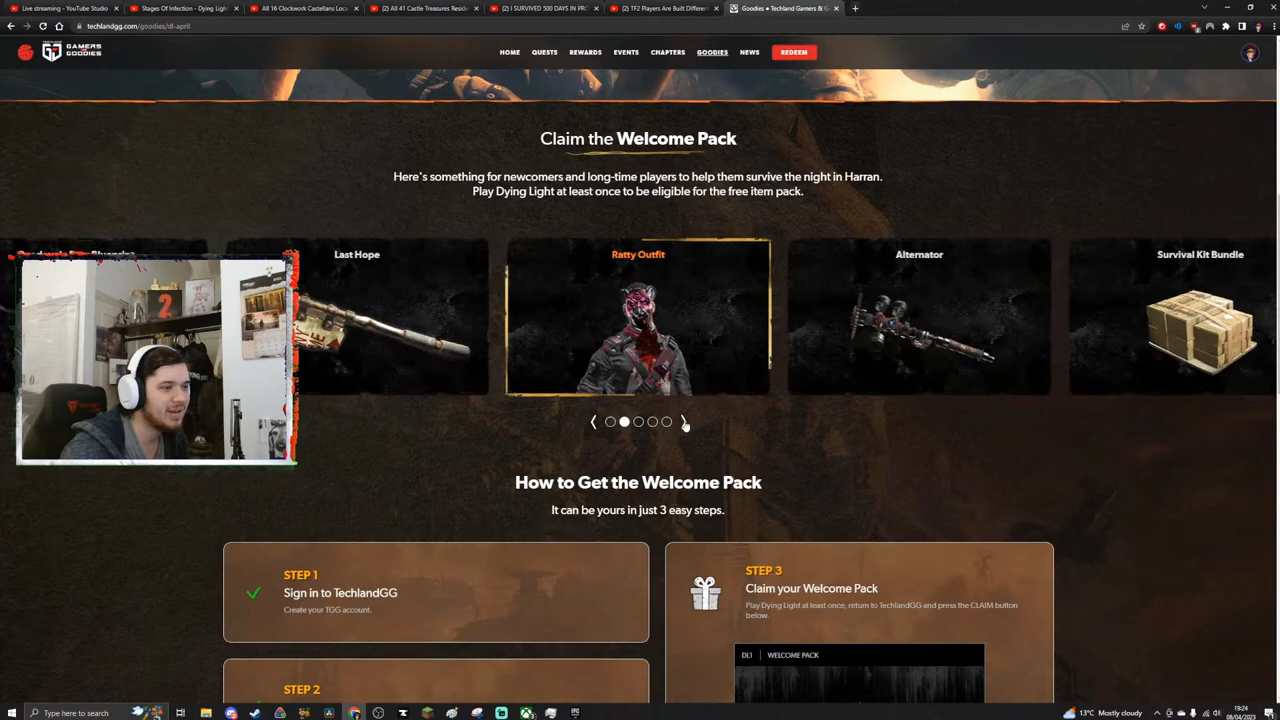 Live streaming - YouTube Studio
Stages Of Infection - Dying Light
All 16 Clockwork Castellans Loca
(2) All 41 Castle Treasures Reside
(2) I SURVIVED 500 DAYS IN PRO
(2) TF2 Players Are Built Different
Goodies • Techland Gamers & G
techlandgg.com/goodies/dl-april
GAMERS
GOODIES
HOME
QUESTS
REWARDS
EVENTS
CHAPTERS
GOODIES
NEWS
REDEEM
Claim the Welcome Pack
Here's something for newcomers and long-time players to help them survive the night in Harran.
Play Dying Light at least once to be eligible for the free item pack.
Last Hope
Ratty Outfit
Alternator
Survival Kit Bundle
How to Get the Welcome Pack
It can be yours in just 3 easy steps.
STEP 1
Sign in to TechlandGG
Create your TGG account.
STEP 3
Claim your Welcome Pack
Play Dying Light at least once, return to TechlandGG and press the CLAIM button
below.
DL1 | WELCOME PACK
STEP 2
Type here to search
13°C Mostly cloudy
19:24
08/04/2023